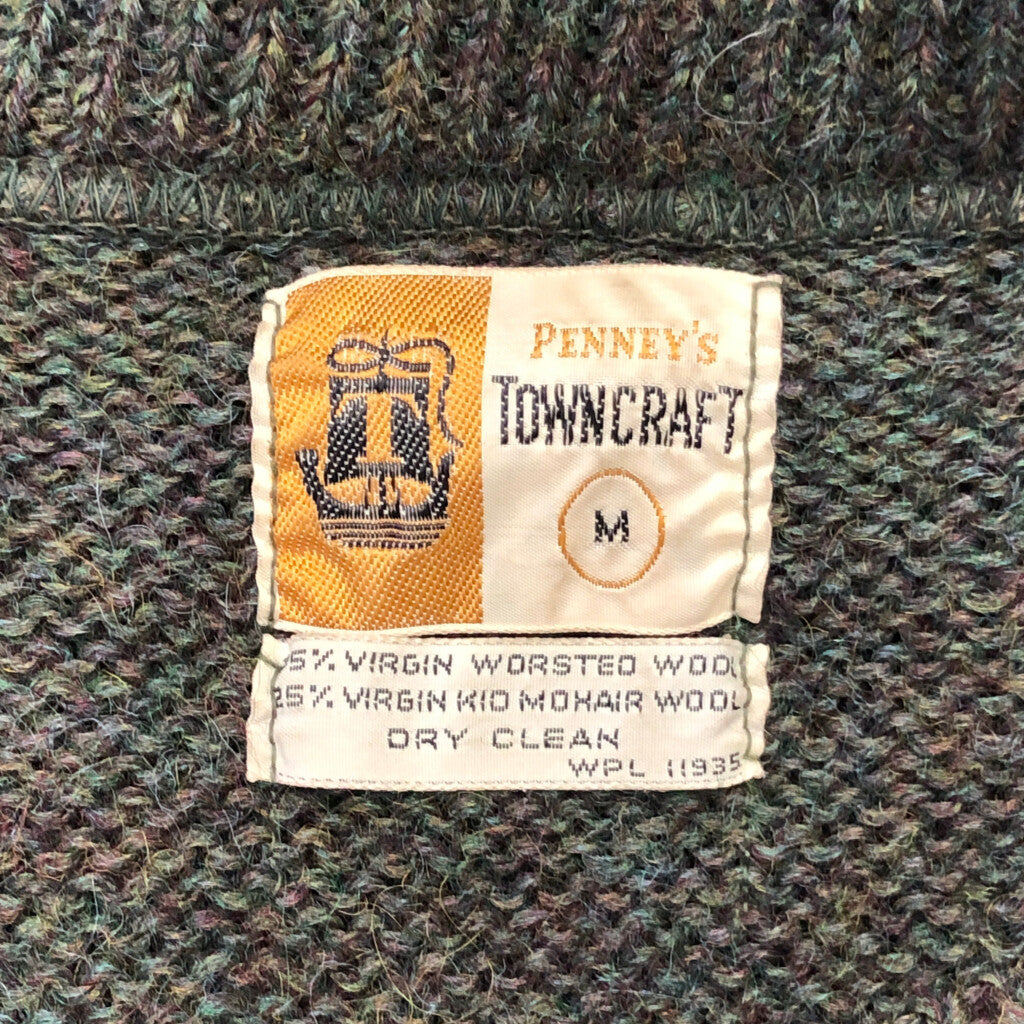 PENNEY'S
TOWNCRAFT
M
5% VIRGIN WORSTED WOOL
25% VIRGIN KID MOHAIR WOOL
DRY CLEAN
WPL 11935